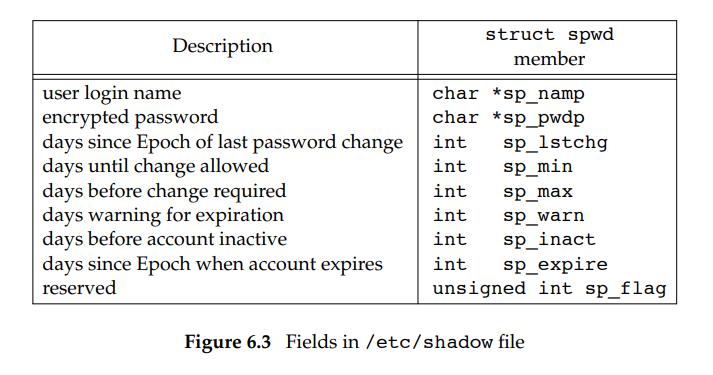 Description struct spwd
member
user login name char *sp_namp
encrypted password char *sp_pwdp
days since Epoch of last password change int sp_lstchg
days until change allowed int sp_min
days before change required int sp_max
days warning for expiration int sp_warn
days before account inactive int sp_inact
days since Epoch when account expires int sp_expire
reserved unsigned int sp_flag
Figure 6.3 Fields in /etc/shadow file